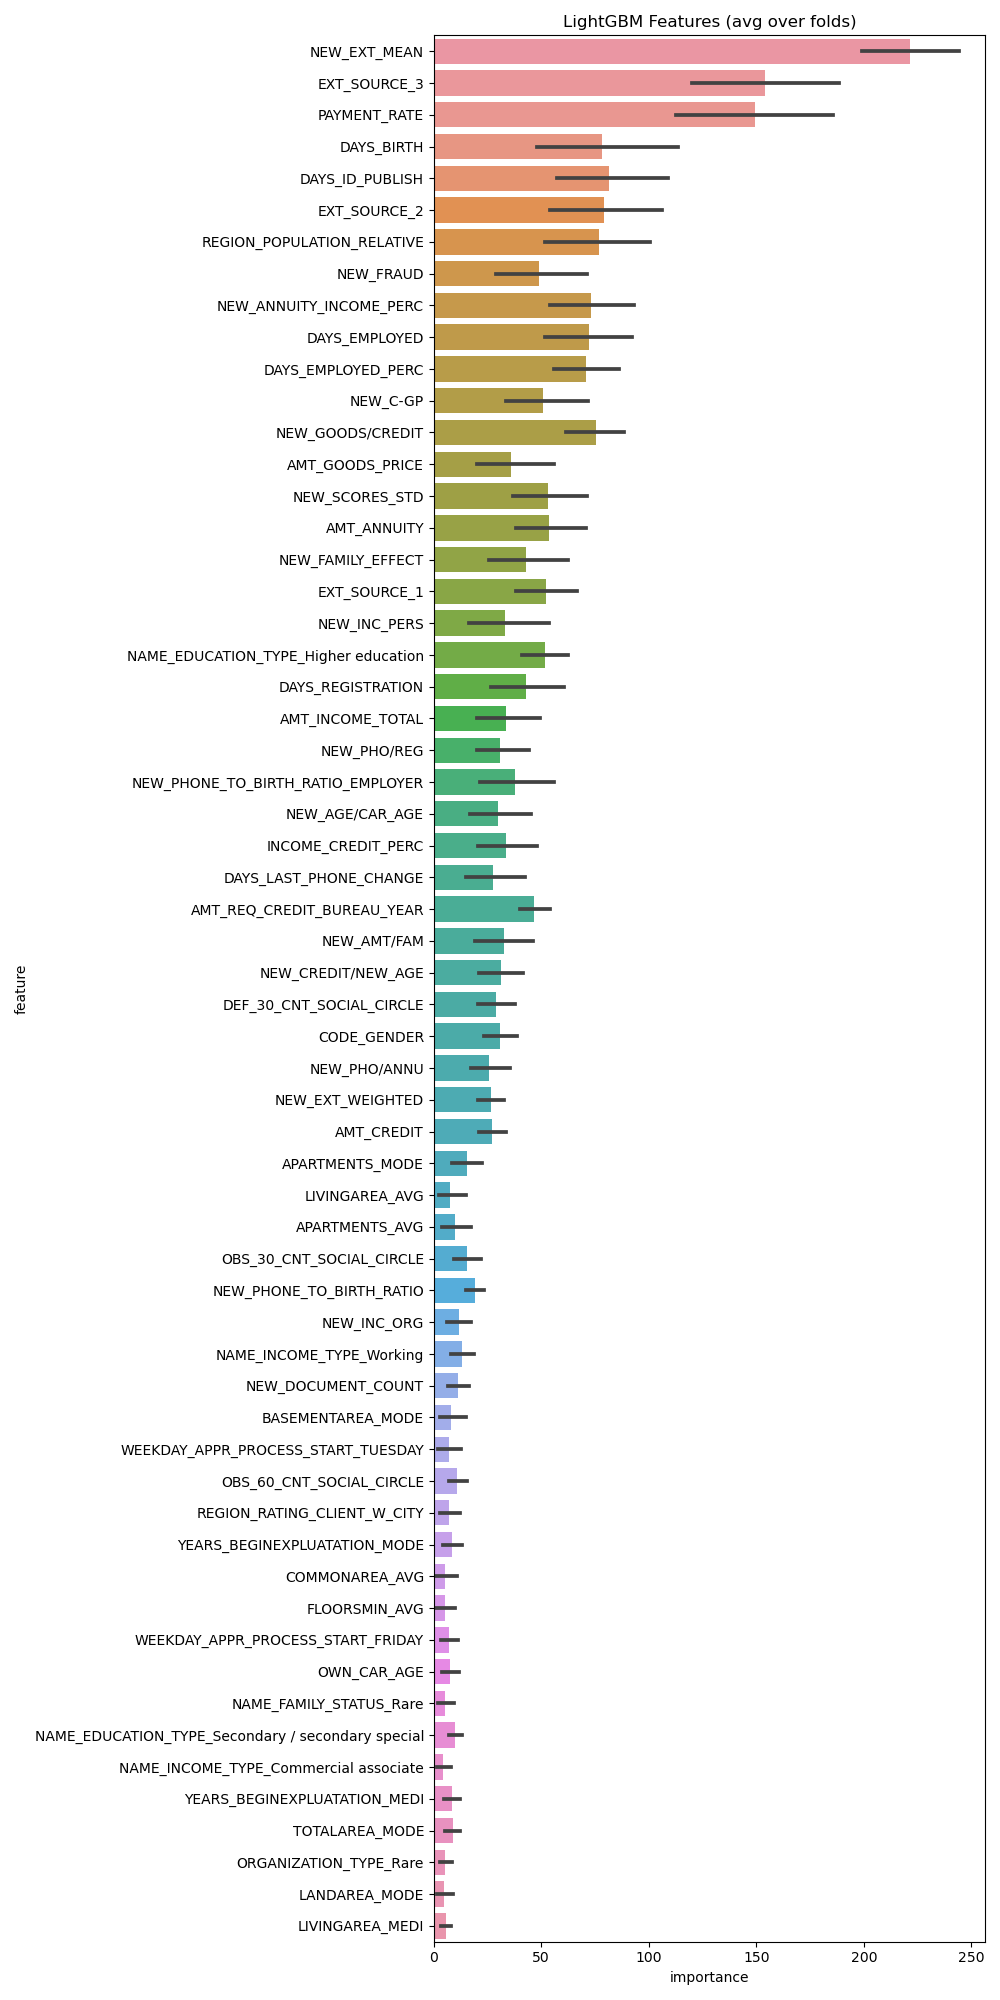 LightGBM Features (avg over folds)
NEW_EXT_MEAN
EXT_SOURCE_3
PAYMENT_RATE
DAYS_BIRTH
DAYS_ID_PUBLISH
EXT_SOURCE_2
REGION_POPULATION_RELATIVE
NEW_FRAUD
NEW_ANNUITY_INCOME_PERC
DAYS_EMPLOYED
DAYS_EMPLOYED_PERC
NEW_C-GP
NEW_GOODS/CREDIT
AMT_GOODS_PRICE
NEW_SCORES_STD
AMT_ANNUITY
NEW_FAMILY_EFFECT
EXT_SOURCE_1
NEW_INC_PERS
NAME_EDUCATION_TYPE_Higher education
DAYS_REGISTRATION
AMT_INCOME_TOTAL
NEW_PHO/REG
NEW_PHONE_TO_BIRTH_RATIO_EMPLOYER
NEW_AGE/CAR_AGE
INCOME_CREDIT_PERC
DAYS_LAST_PHONE_CHANGE
AMT_REQ_CREDIT_BUREAU_YEAR
NEW_AMT/FAM
NEW_CREDIT/NEW_AGE
DEF_30_CNT_SOCIAL_CIRCLE
CODE_GENDER
NEW_PHO/ANNU
NEW_EXT_WEIGHTED
AMT_CREDIT
APARTMENTS_MODE
LIVINGAREA_AVG
APARTMENTS_AVG
OBS_30_CNT_SOCIAL_CIRCLE
NEW_PHONE_TO_BIRTH_RATIO
NEW_INC_ORG
NAME_INCOME_TYPE_Working
NEW_DOCUMENT_COUNT
BASEMENTAREA_MODE
WEEKDAY_APPR_PROCESS_START_TUESDAY
OBS_60_CNT_SOCIAL_CIRCLE
REGION_RATING_CLIENT_W_CITY
YEARS_BEGINEXPLUATATION_MODE
COMMONAREA_AVG
FLOORSMIN_AVG
WEEKDAY_APPR_PROCESS_START_FRIDAY
OWN_CAR_AGE
NAME_FAMILY_STATUS_Rare
NAME_EDUCATION_TYPE_Secondary / secondary special
NAME_INCOME_TYPE_Commercial associate
YEARS_BEGINEXPLUATATION_MEDI
TOTALAREA_MODE
ORGANIZATION_TYPE_Rare
LANDAREA_MODE
LIVINGAREA_MEDI
feature
0 50 100 150 200 250
importance